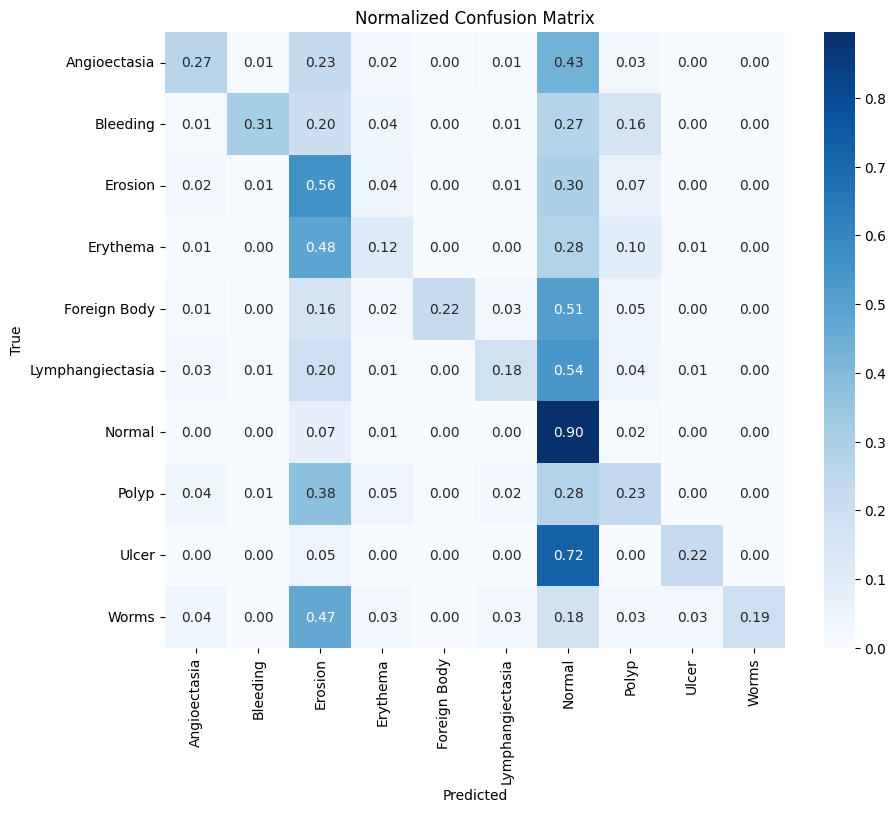 Normalized Confusion Matrix
True
Angioectasia 0.27 0.01 0.23 0.02 0.00 0.01 0.43 0.03 0.00 0.00
Bleeding 0.01 0.31 0.20 0.04 0.00 0.01 0.27 0.16 0.00 0.00
Erosion 0.02 0.01 0.56 0.04 0.00 0.01 0.30 0.07 0.00 0.00
Erythema 0.01 0.00 0.48 0.12 0.00 0.00 0.28 0.10 0.01 0.00
Foreign Body 0.01 0.00 0.16 0.02 0.22 0.03 0.51 0.05 0.00 0.00
Lymphangiectasia 0.03 0.01 0.20 0.01 0.00 0.18 0.54 0.04 0.01 0.00
Normal 0.00 0.00 0.07 0.01 0.00 0.00 0.90 0.02 0.00 0.00
Polyp 0.04 0.01 0.38 0.05 0.00 0.02 0.28 0.23 0.00 0.00
Ulcer 0.00 0.00 0.05 0.00 0.00 0.00 0.72 0.00 0.22 0.00
Worms 0.04 0.00 0.47 0.03 0.00 0.03 0.18 0.03 0.03 0.19
Angioectasia
Bleeding
Erosion
Erythema
Foreign Body
Lymphangiectasia
Normal
Polyp
Ulcer
Worms
Predicted
0.8
0.7
0.6
0.5
0.4
0.3
0.2
0.1
0.0